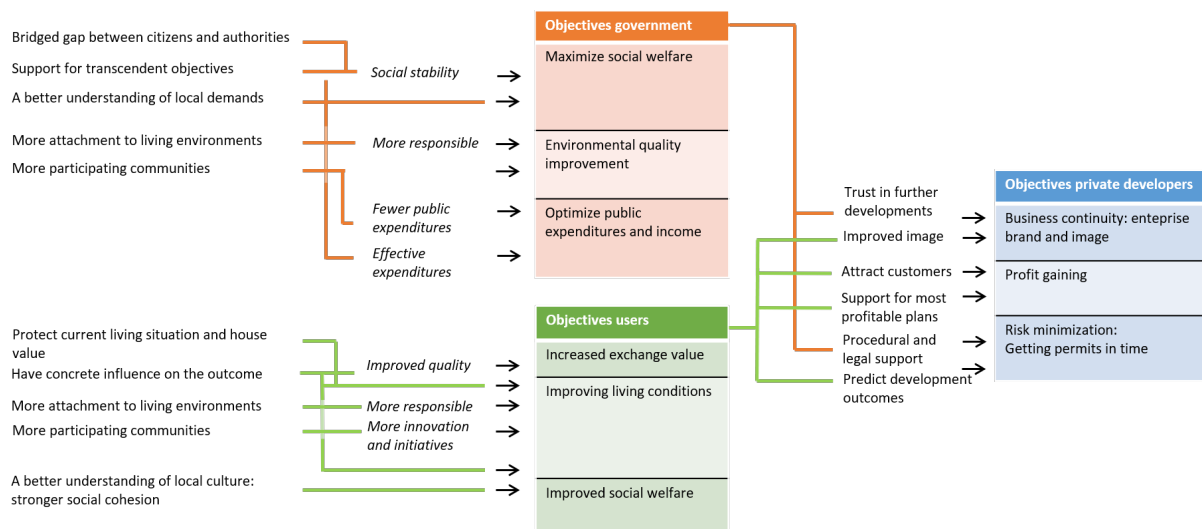 Objectives government
Bridged gap between citizens and authorities
Support for transcendent objectives
A better understanding of local demands
More attachment to living environments
More participating communities
Social stability
More responsible
Fewer public
expenditures
Effective
expenditures
Maximize social welfare
Environmental quality
improvement
Optimize public
expenditures and income
Objectives users
Protect current living situation and house
value
Have concrete influence on the outcome
More attachment to living environments
More participating communities
A better understanding of local culture:
stronger social cohesion
Improved quality
More responsible
More innovation
and initiatives
Increased exchange value
Improving living conditions
Improved social welfare
Trust in further
developments
Improved image
Attract customers
Support for most
profitable plans
Procedural and
legal support
Predict development
outcomes
Objectives private developers
Business continuity: enteprise
brand and image
Profit gaining
Risk minimization:
Getting permits in time